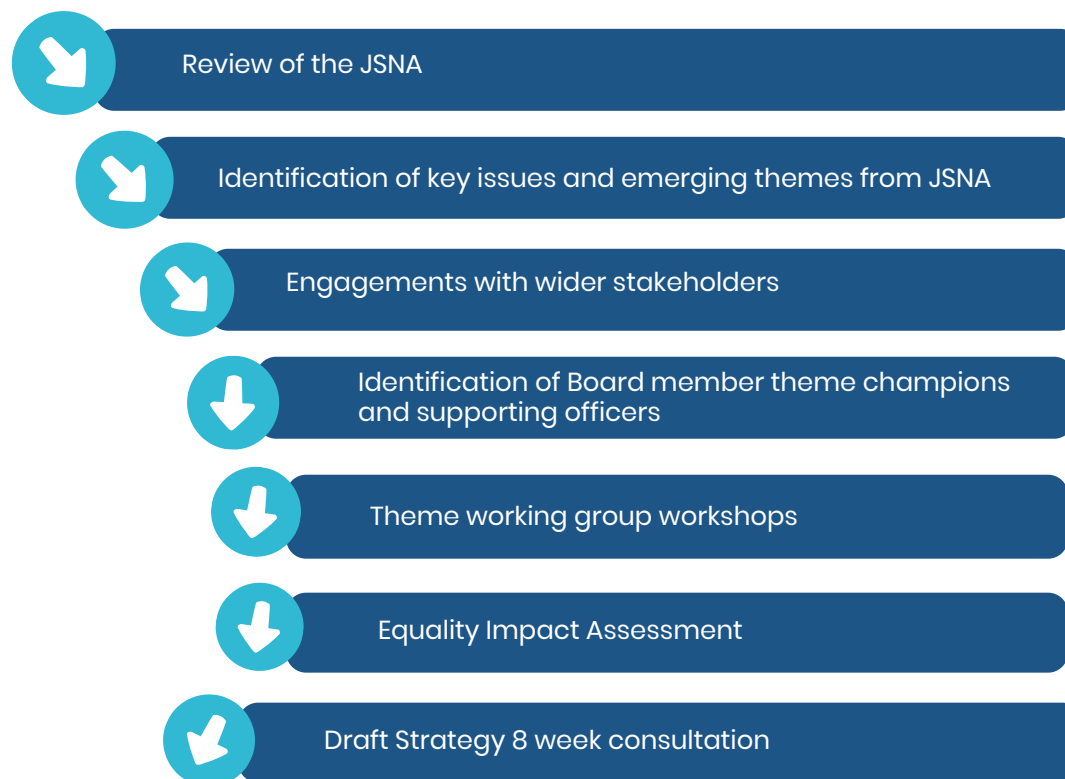 Review of the JSNA
Identification of key issues and emerging themes from JSNA
Engagements with wider stakeholders
Identification of Board member theme champions
and supporting officers
Theme working group workshops
Equality Impact Assessment
Draft Strategy 8 week consultation